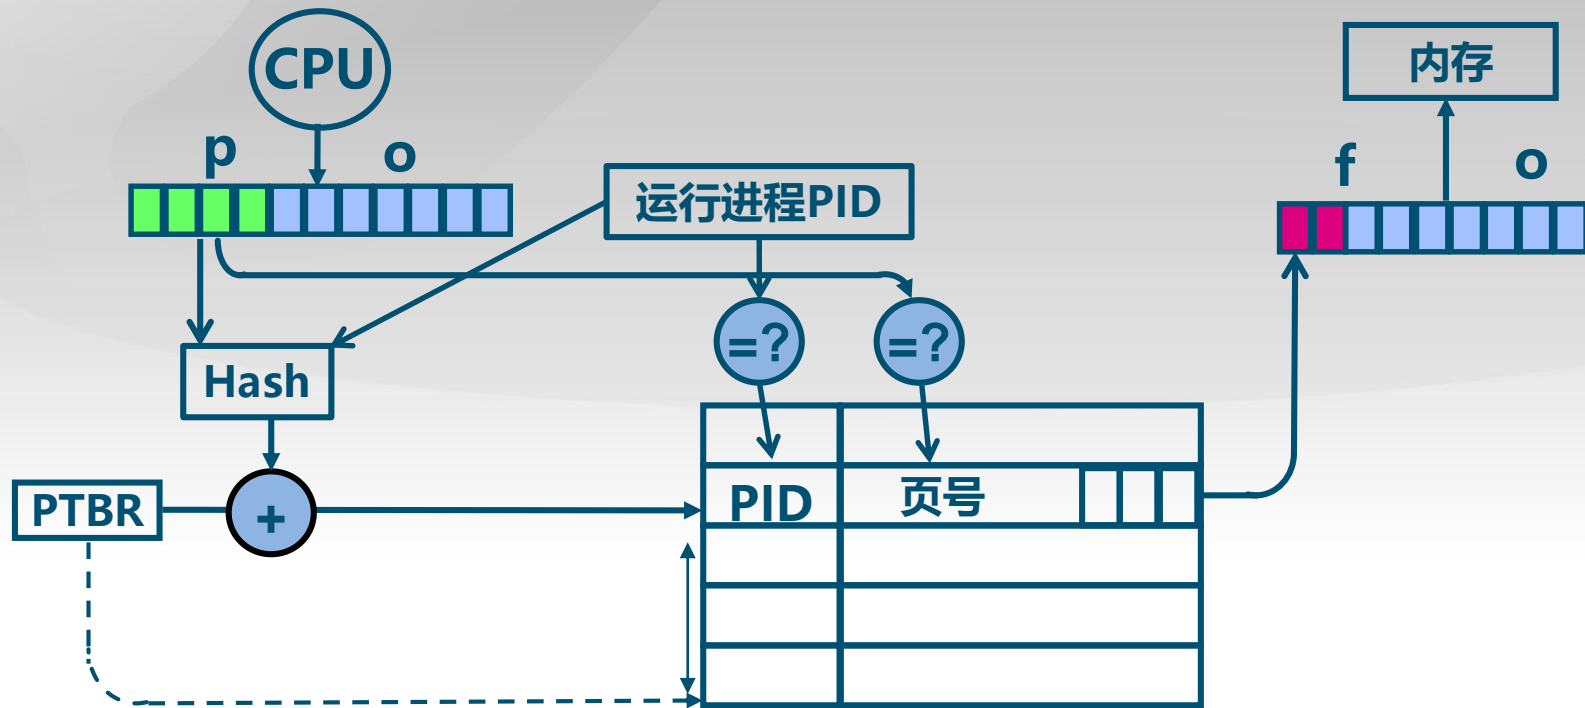 CPU
内存
p
o
f
o
运行进程PID
=?
=?
Hash
PTBR
+
PID
页号